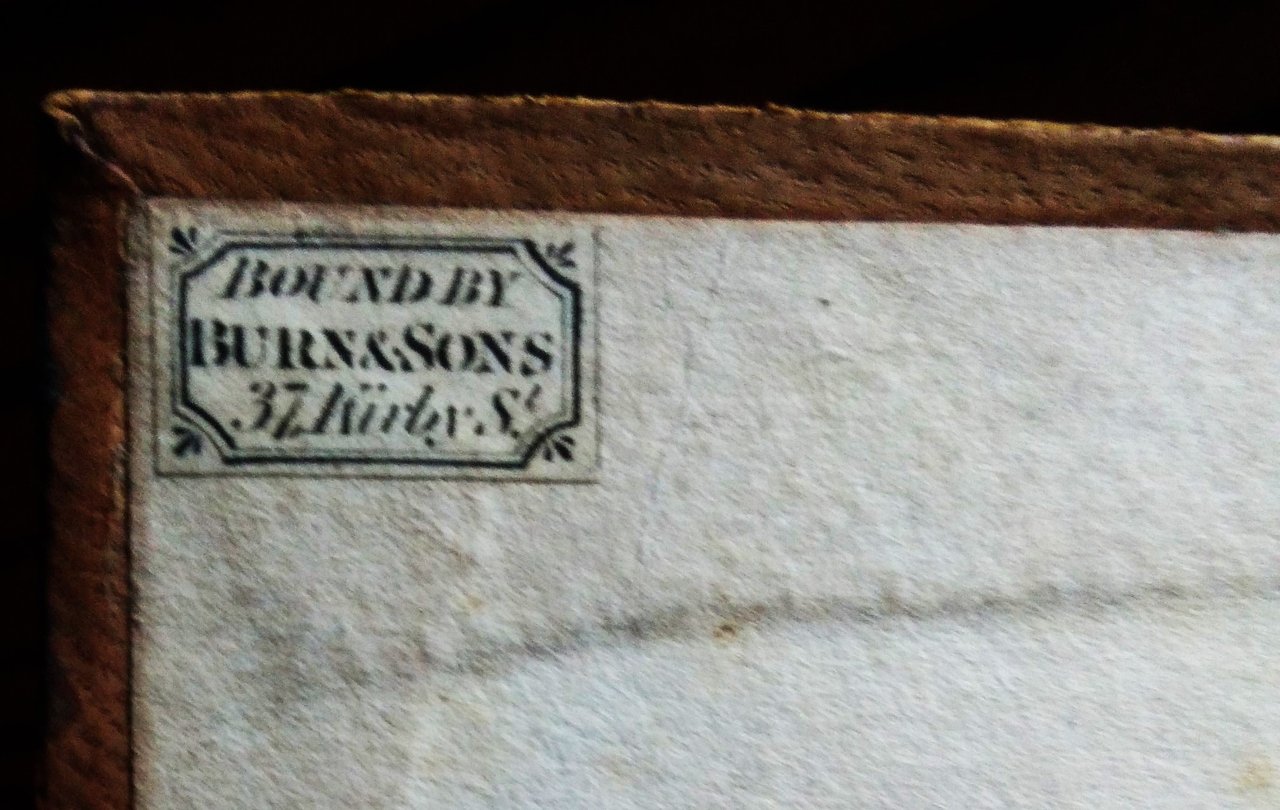 BOUND BY
BURN & SONS
37, Kirby St